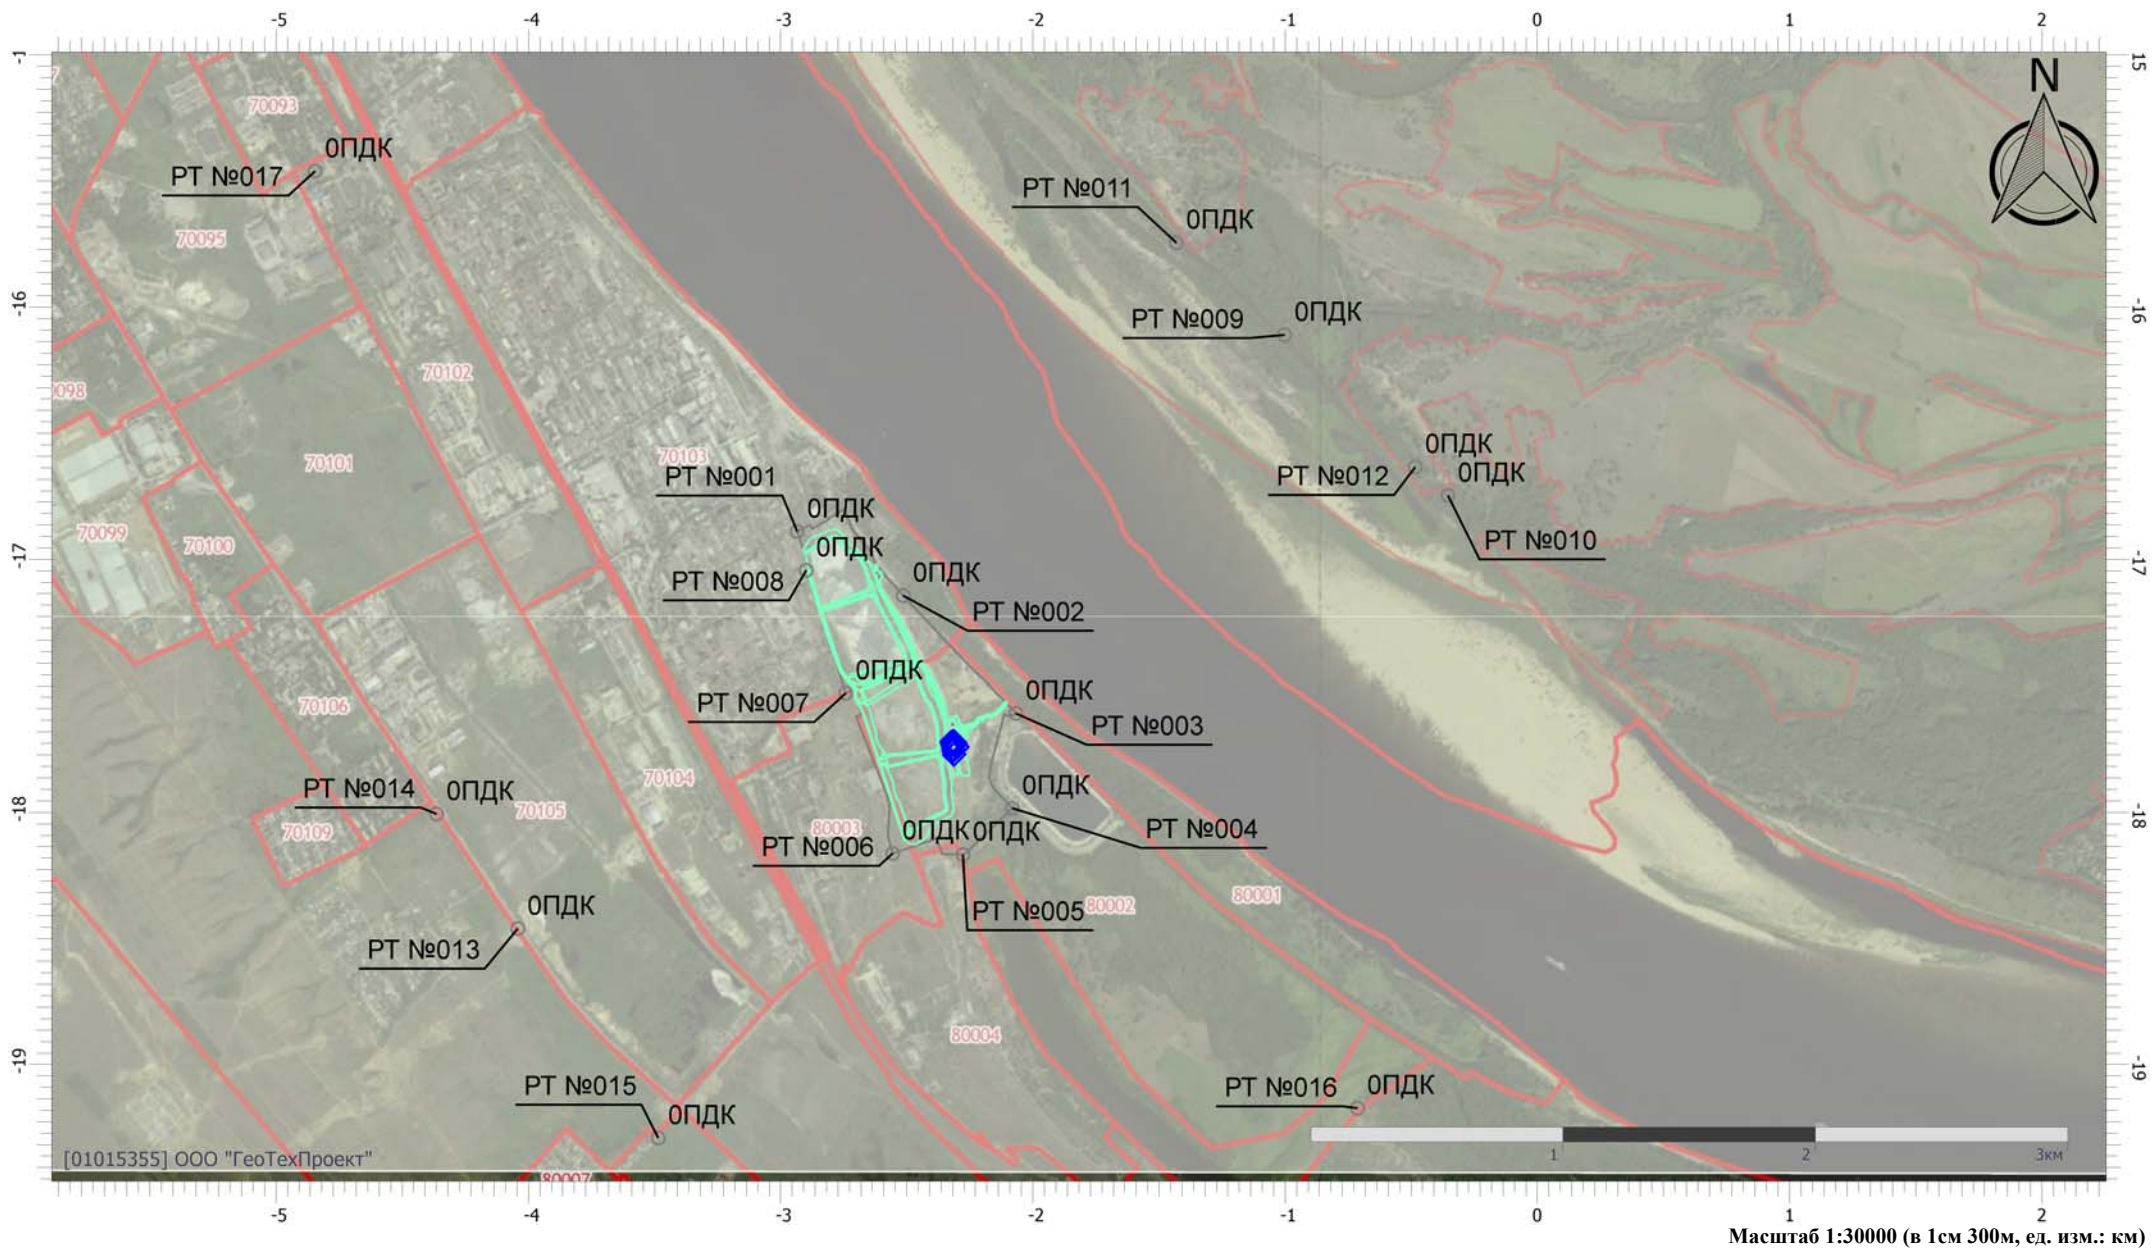 -5 -4 -3 -2 -1 0 1 2
-1
15
N
70093
0ПДК
РТ №017
РТ №011
0ПДК
70095
-16
0ПДК
РТ №009
-16
70102
098
0ПДК
70103
70101
0ПДК
РТ №001
РТ №012
0ПДК
70099
70100
0ПДК
РТ №010
-17
0ПДК
-17
РТ №008
0ПДК
РТ №002
0ПДК
РТ №007
0ПДК
70106
РТ №003
70104
0ПДК
РТ №014
0ПДК
70105
-18
70109
80003
0ПДК
0ПДК
РТ №004
-18
РТ №006
80001
0ПДК
РТ №005
80002
РТ №013
80004
-19
-19
РТ №015
РТ №016
0ПДК
0ПДК
[01015355] ООО "ГеоТехПроект"
1 2 3км
80007
-5 -4 -3 -2 -1 0 1 2
Масштаб 1:30000 (в 1см 300м, ед. изм.: км)